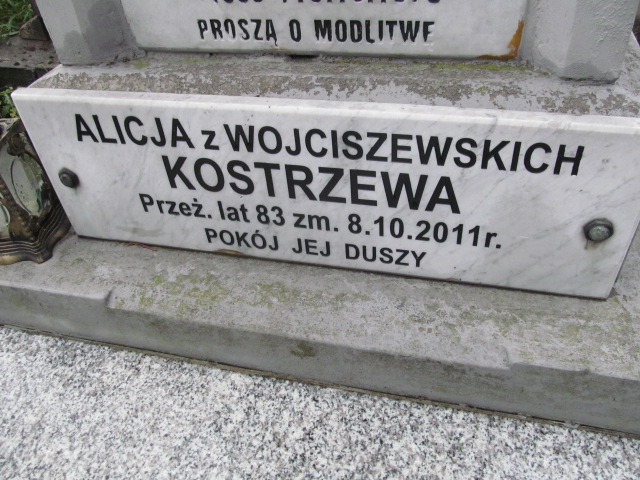 PROSZĄ O MODLITWĘ
ALICJA z WOJCISZEWSKICH
KOSTRZEWA
Przeż. lat 83 zm. 8.10.2011r.
POKÓJ JEJ DUSZY